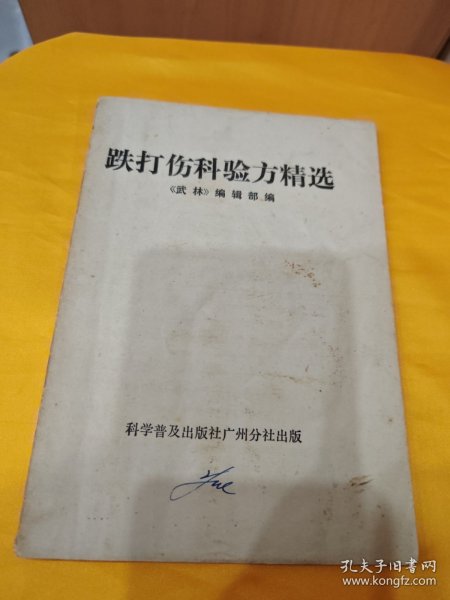 跌打伤科验方精选
《武林》编辑部编
科学普及出版社广州分社出版
孔夫子旧书网
www.kongfz.com